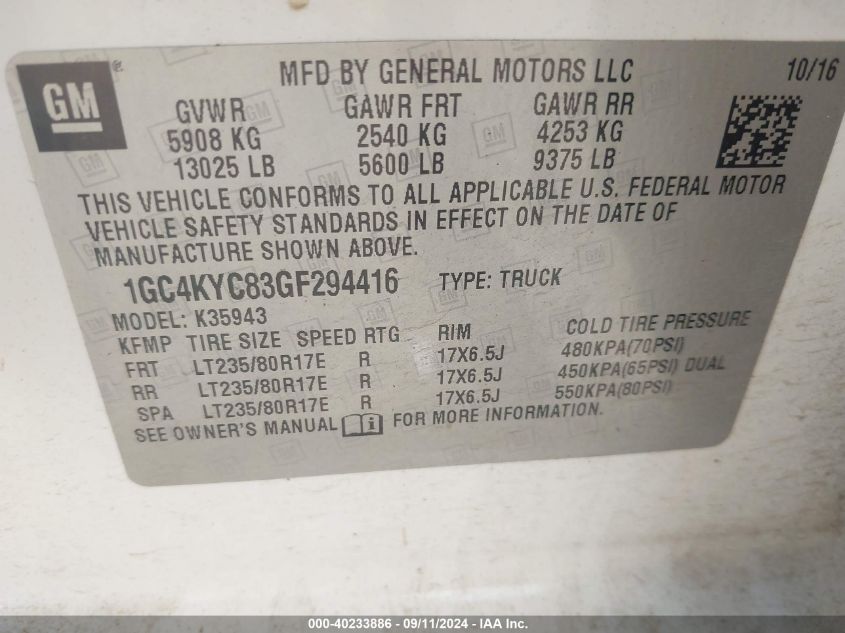 GM ®
MFD BY GENERAL MOTORS LLC 10/16
GVWR GAWR FRT GAWR RR
5908 KG 2540 KG 4253 KG
13025 LB 5600 LB 9375 LB
THIS VEHICLE CONFORMS TO ALL APPLICABLE U.S. FEDERAL MOTOR
VEHICLE SAFETY STANDARDS IN EFFECT ON THE DATE OF
MANUFACTURE SHOWN ABOVE.
1GC4KYC83GF294416 TYPE: TRUCK
MODEL: K35943
KFMP TIRE SIZE SPEED RTG RIM COLD TIRE PRESSURE
FRT LT235/80R17E R 17X6.5J 480KPA(70PSI)
RR LT235/80R17E R 17X6.5J 450KPA(65PSI) DUAL
SPA LT235/80R17E R 17X6.5J 550KPA(80PSI)
SEE OWNER'S MANUAL i FOR MORE INFORMATION.
000-40233886 - 09/11/2024 - IAA Inc.